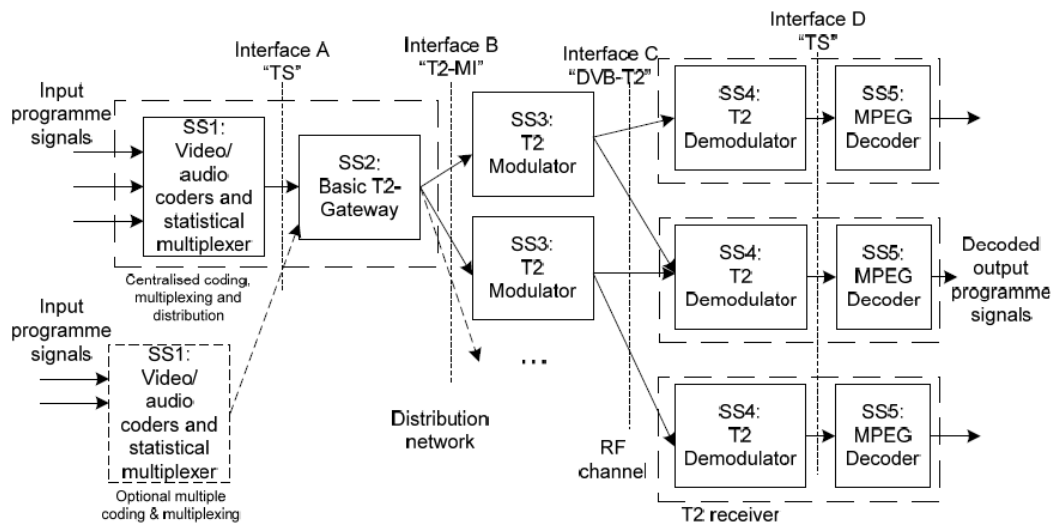 Interface A
“TS”
Interface B
“T2-MI”
Interface C
“DVB-T2”
Interface D
“TS”
Input
programme
signals
SS1:
Video/
audio
coders and
statistical
multiplexer
SS2:
Basic T2-
Gateway
Centralised coding,
multiplexing and
distribution
SS3:
T2
Modulator
SS3:
T2
Modulator
...
SS4:
T2
Demodulator
SS5:
MPEG
Decoder
SS4:
T2
Demodulator
SS5:
MPEG
Decoder
Decoded
output
programme
signals
SS4:
T2
Demodulator
SS5:
MPEG
Decoder
Input
programme
signals
SS1:
Video/
audio
coders and
statistical
multiplexer
Optional multiple
coding & multiplexing
Distribution
network
RF
channel
T2 receiver